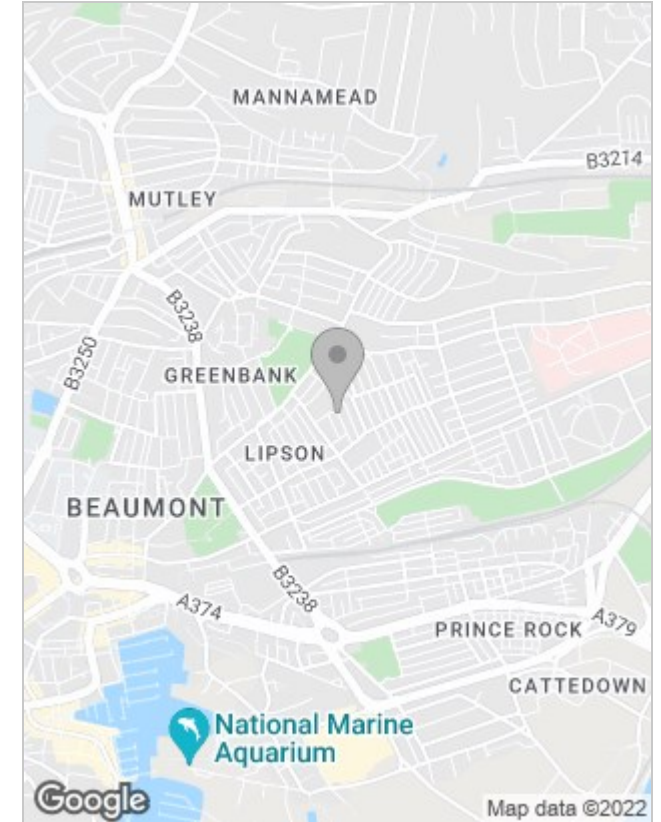 MANNAMEAD
B3214
MUTLEY
B3238
B3250
GREENBANK
LIPSON
BEAUMONT
B3238
A374
PRINCE ROCK
A379
CATTEDOWN
National Marine
Aquarium
Google
Map data ©2022